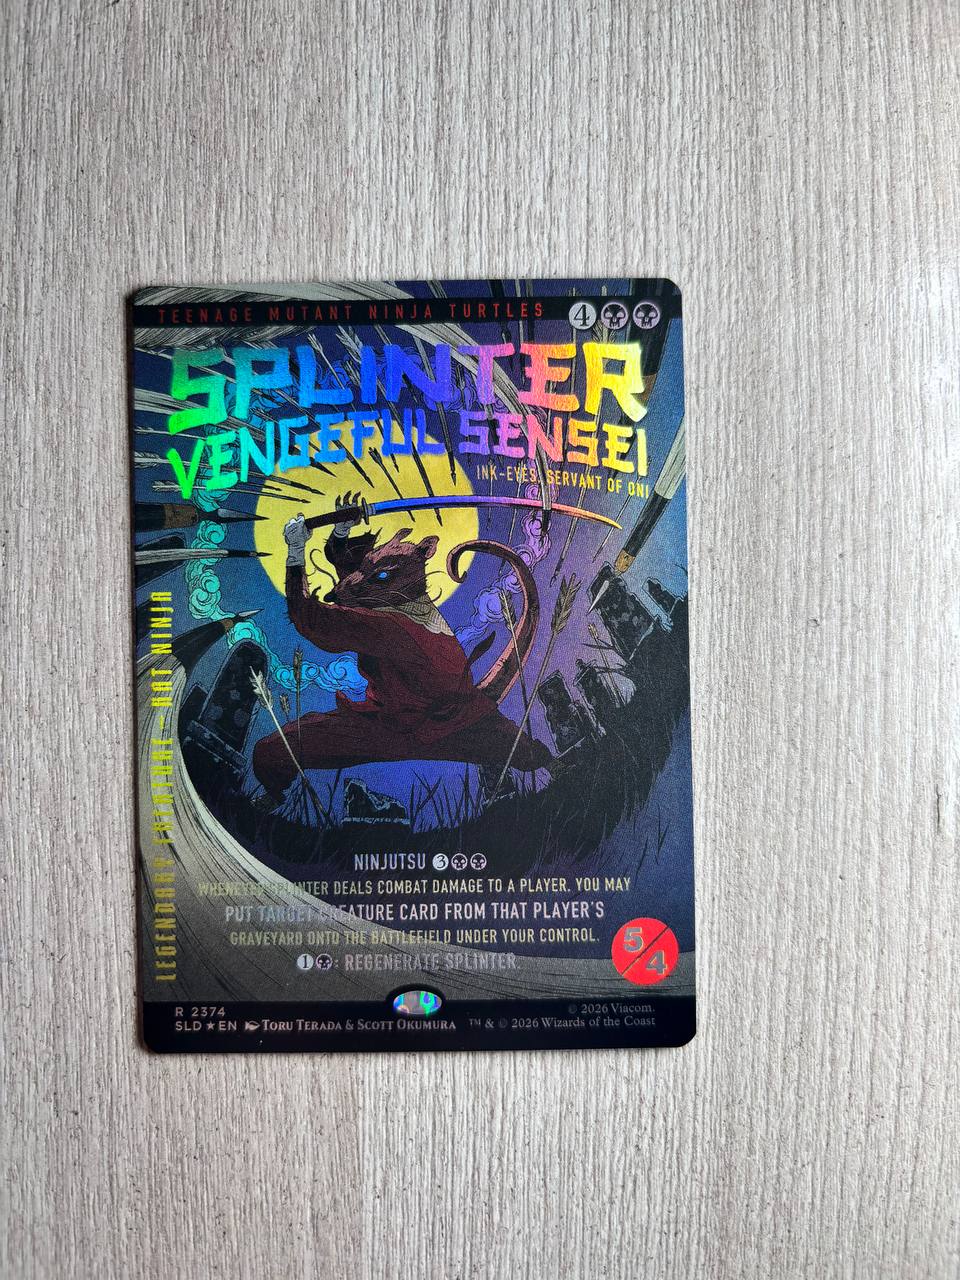 TEENAGE MUTANT NINJA TURTLES 4
SPLINTER
VENGEFUL SENSEI
INK-EYES, SERVANT OF ONI
LEGENDARY CREATURE – RAT NINJA
NINJUTSU 3
WHENEVER SPLINTER DEALS COMBAT DAMAGE TO A PLAYER, YOU MAY
PUT TARGET CREATURE CARD FROM THAT PLAYER'S
GRAVEYARD ONTO THE BATTLEFIELD UNDER YOUR CONTROL.
1 : REGENERATE SPLINTER.
5/4
R 2374
SLD ★ EN TORU TERADA & SCOTT OKUMURA
© 2026 Viacom.
™ & © 2026 Wizards of the Coast